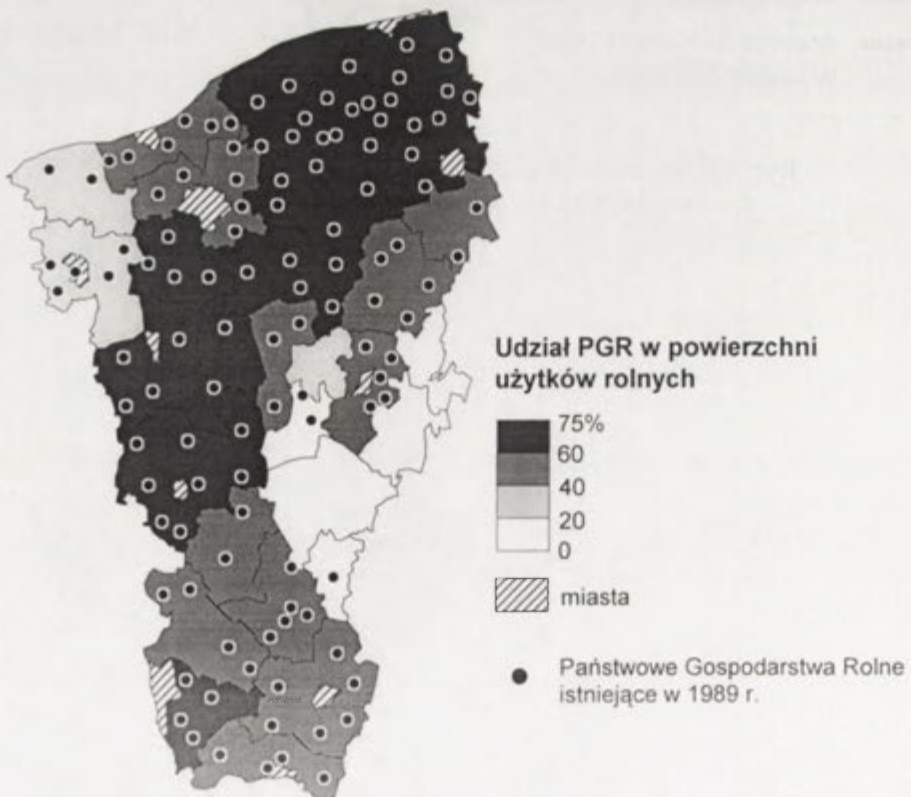 Udział PGR w powierzchni
użytków rolnych
75%
60
40
20
0
miasta
Państwowe Gospodarstwa Rolne
istniejące w 1989 r.